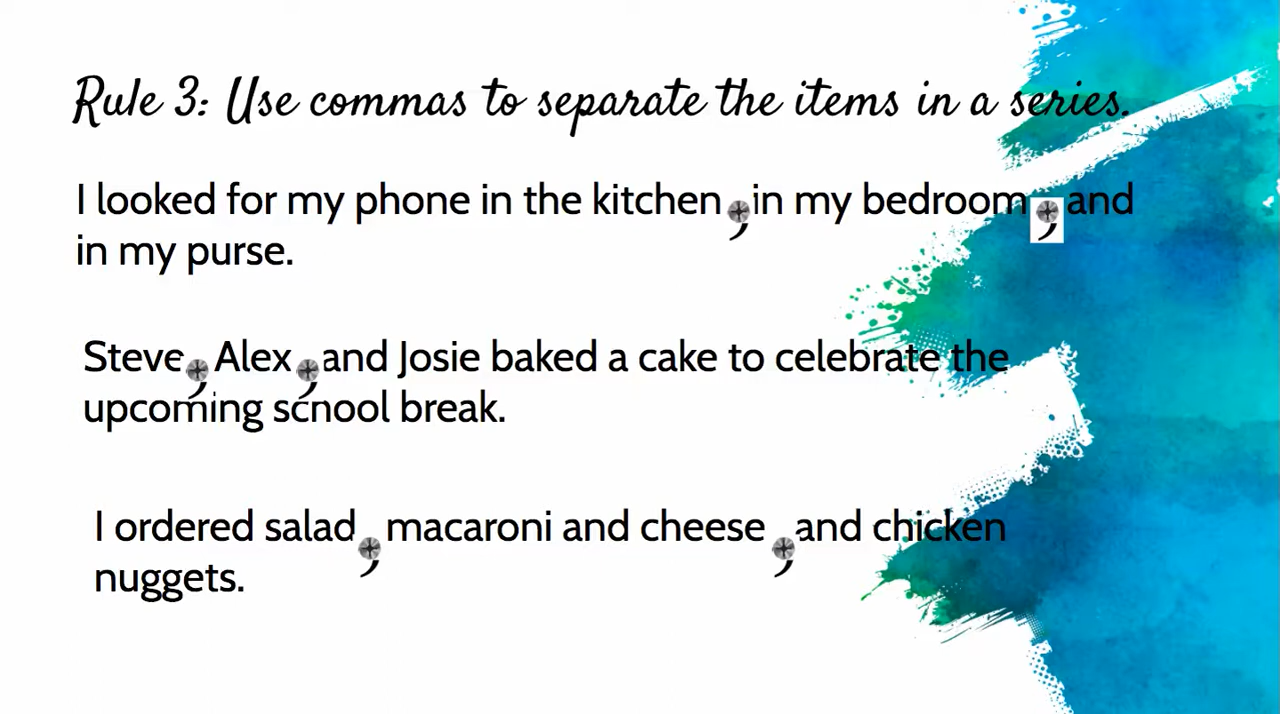 Rule 3: Use commas to separate the items in a series.
I looked for my phone in the kitchen, in my bedroom, and
in my purse.
Steve, Alex, and Josie baked a cake to celebrate the
upcoming school break.
I ordered salad, macaroni and cheese, and chicken
nuggets.